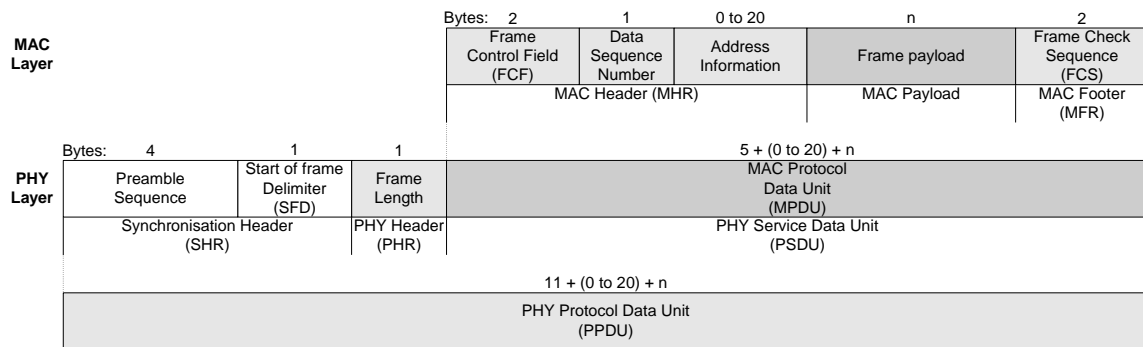 Bytes: 2 1 0 to 20 n 2
MAC
Layer
Frame
Control Field
(FCF)
Data
Sequence
Number
Address
Information
Frame payload
Frame Check
Sequence
(FCS)
MAC Header (MHR)
MAC Payload
MAC Footer
(MFR)
Bytes: 4 1 1 5 + (0 to 20) + n
PHY
Layer
Preamble
Sequence
Start of frame
Delimiter
(SFD)
Frame
Length
MAC Protocol
Data Unit
(MPDU)
Synchronisation Header
(SHR)
PHY Header
(PHR)
PHY Service Data Unit
(PSDU)
11 + (0 to 20) + n
PHY Protocol Data Unit
(PPDU)